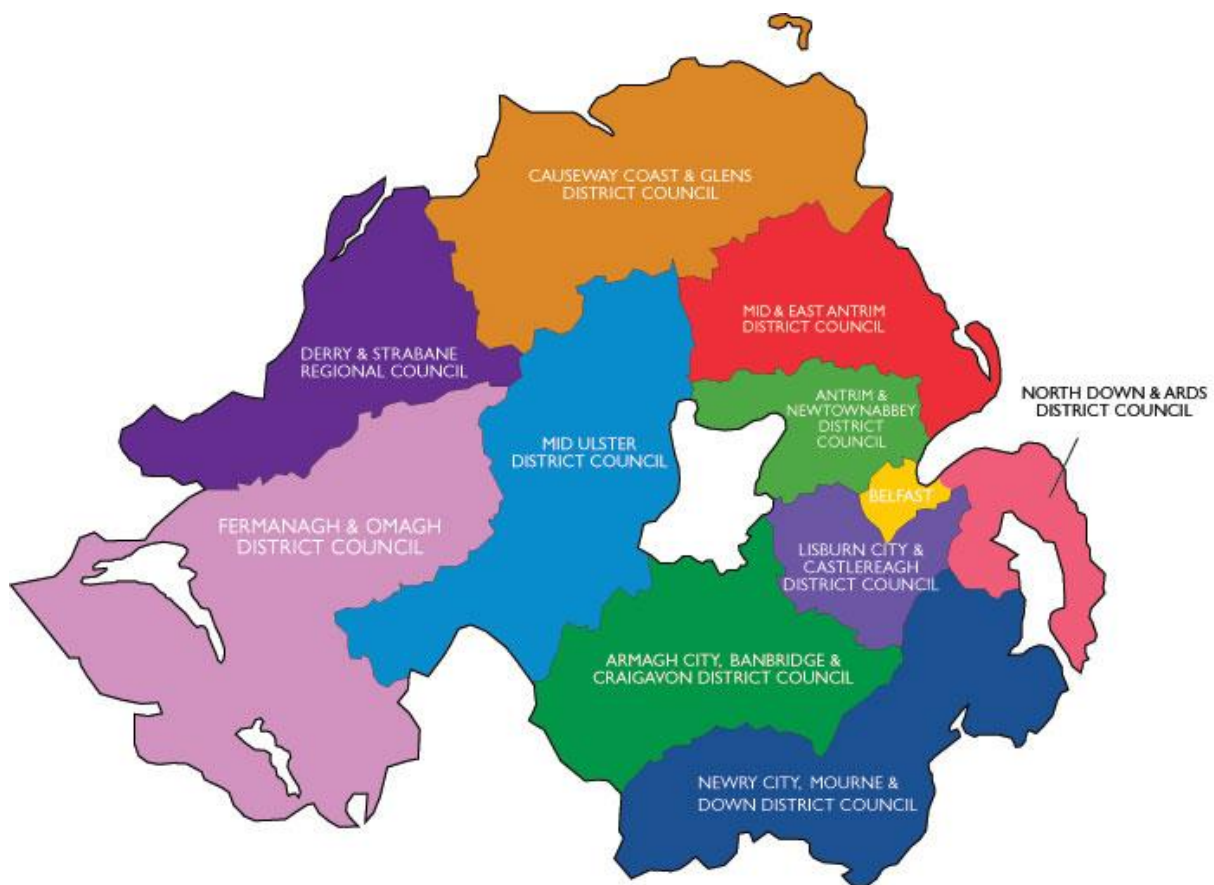 CAUSEWAY COAST & GLENS
DISTRICT COUNCIL
MID & EAST ANTRIM
DISTRICT COUNCIL
DERRY & STRABANE
REGIONAL COUNCIL
NORTH DOWN & ARDS
DISTRICT COUNCIL
ANTRIM &
NEWTOWNABBEY
DISTRICT
COUNCIL
MID ULSTER
DISTRICT COUNCIL
BELFAST
FERMANAGH & OMAGH
DISTRICT COUNCIL
LISBURN CITY &
CASTLEREAGH
DISTRICT COUNCIL
ARMAGH CITY, BANBRIDGE &
CRAIGAVON DISTRICT COUNCIL
NEWRY CITY, MOURNE &
DOWN DISTRICT COUNCIL